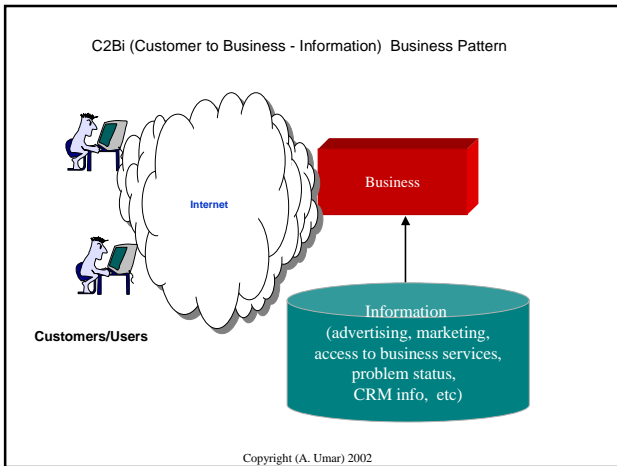 C2Bi (Customer to Business - Information) Business Pattern
Internet
Business
Customers/Users
Information
(advertising, marketing,
access to business services,
problem status,
CRM info, etc)
Copyright (A. Umar) 2002